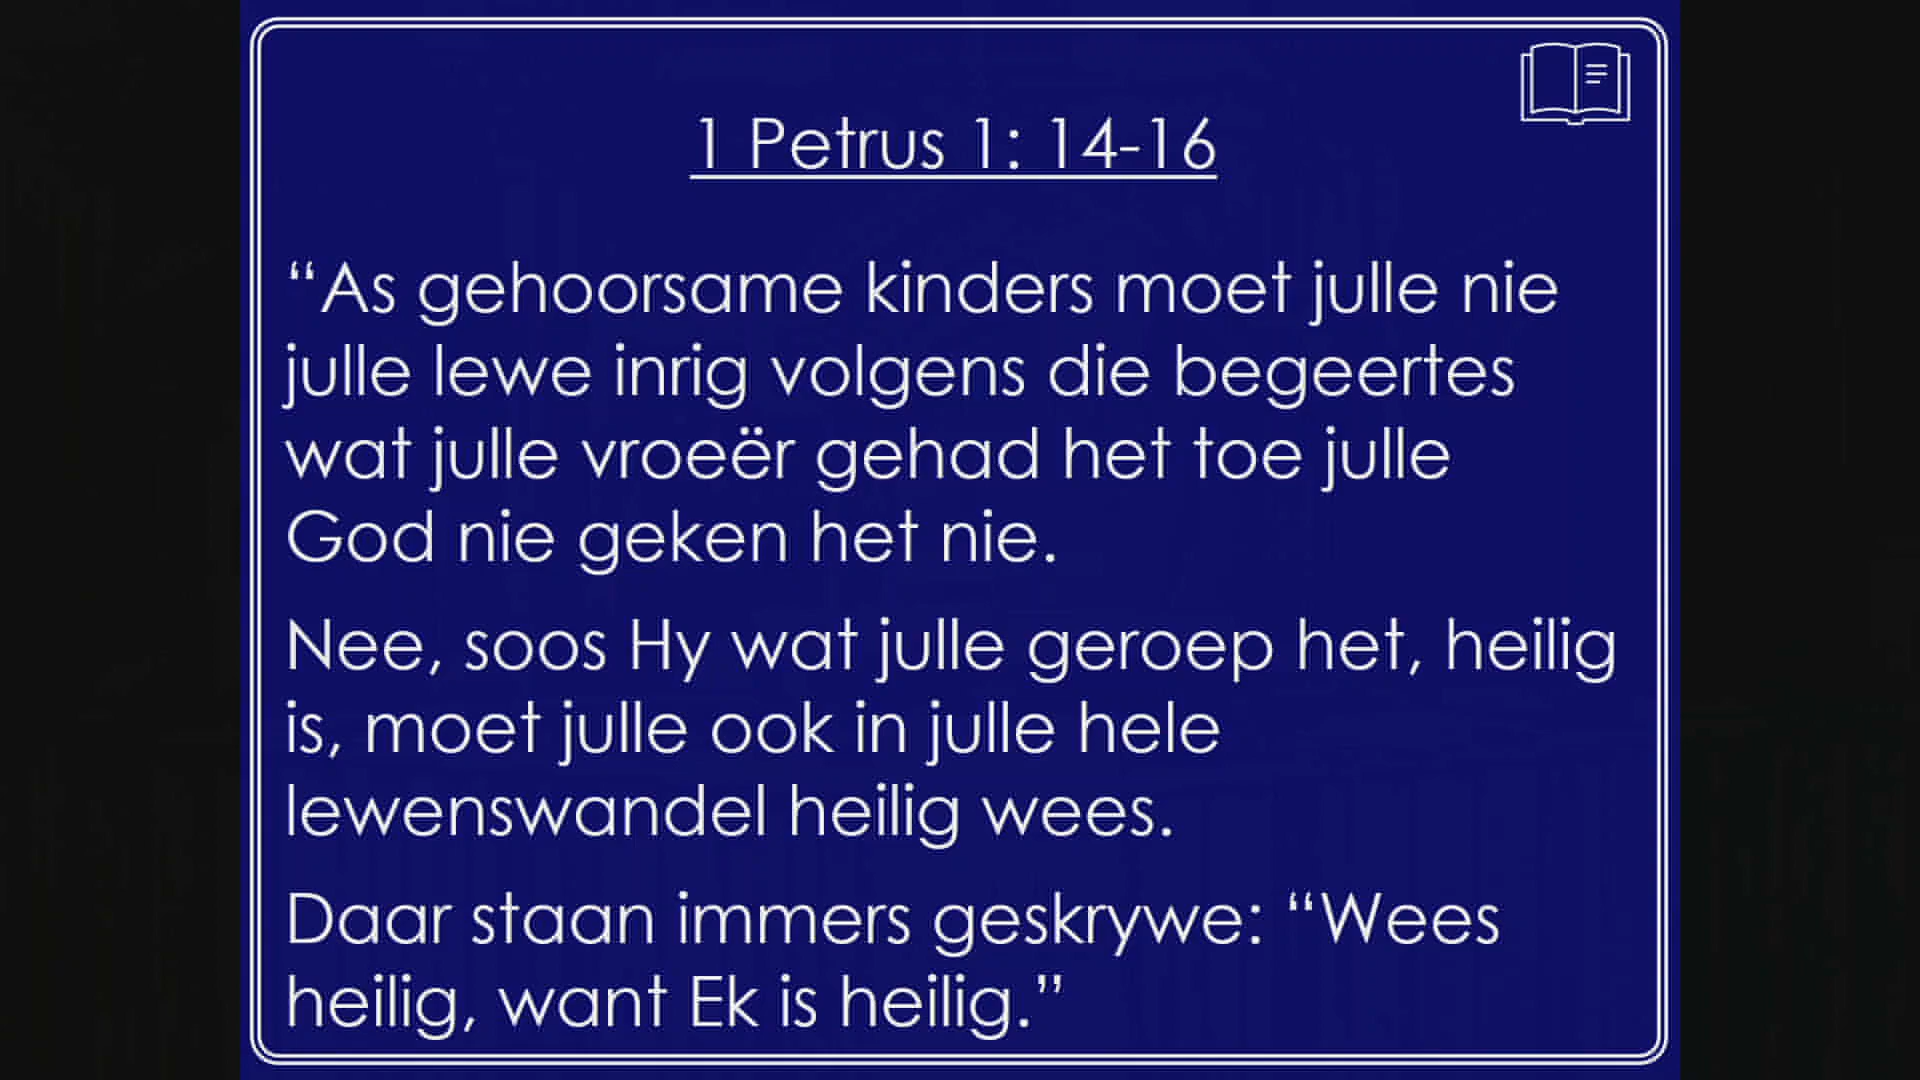 1 Petrus 1: 14-16
“As gehoorsame kinders moet julle nie
julle lewe inrig volgens die begeertes
wat julle vroeër gehad het toe julle
God nie geken het nie.
Nee, soos Hy wat julle geroep het, heilig
is, moet julle ook in julle hele
lewenswandel heilig wees.
Daar staan immers geskrywe: “Wees
heilig, want Ek is heilig.”